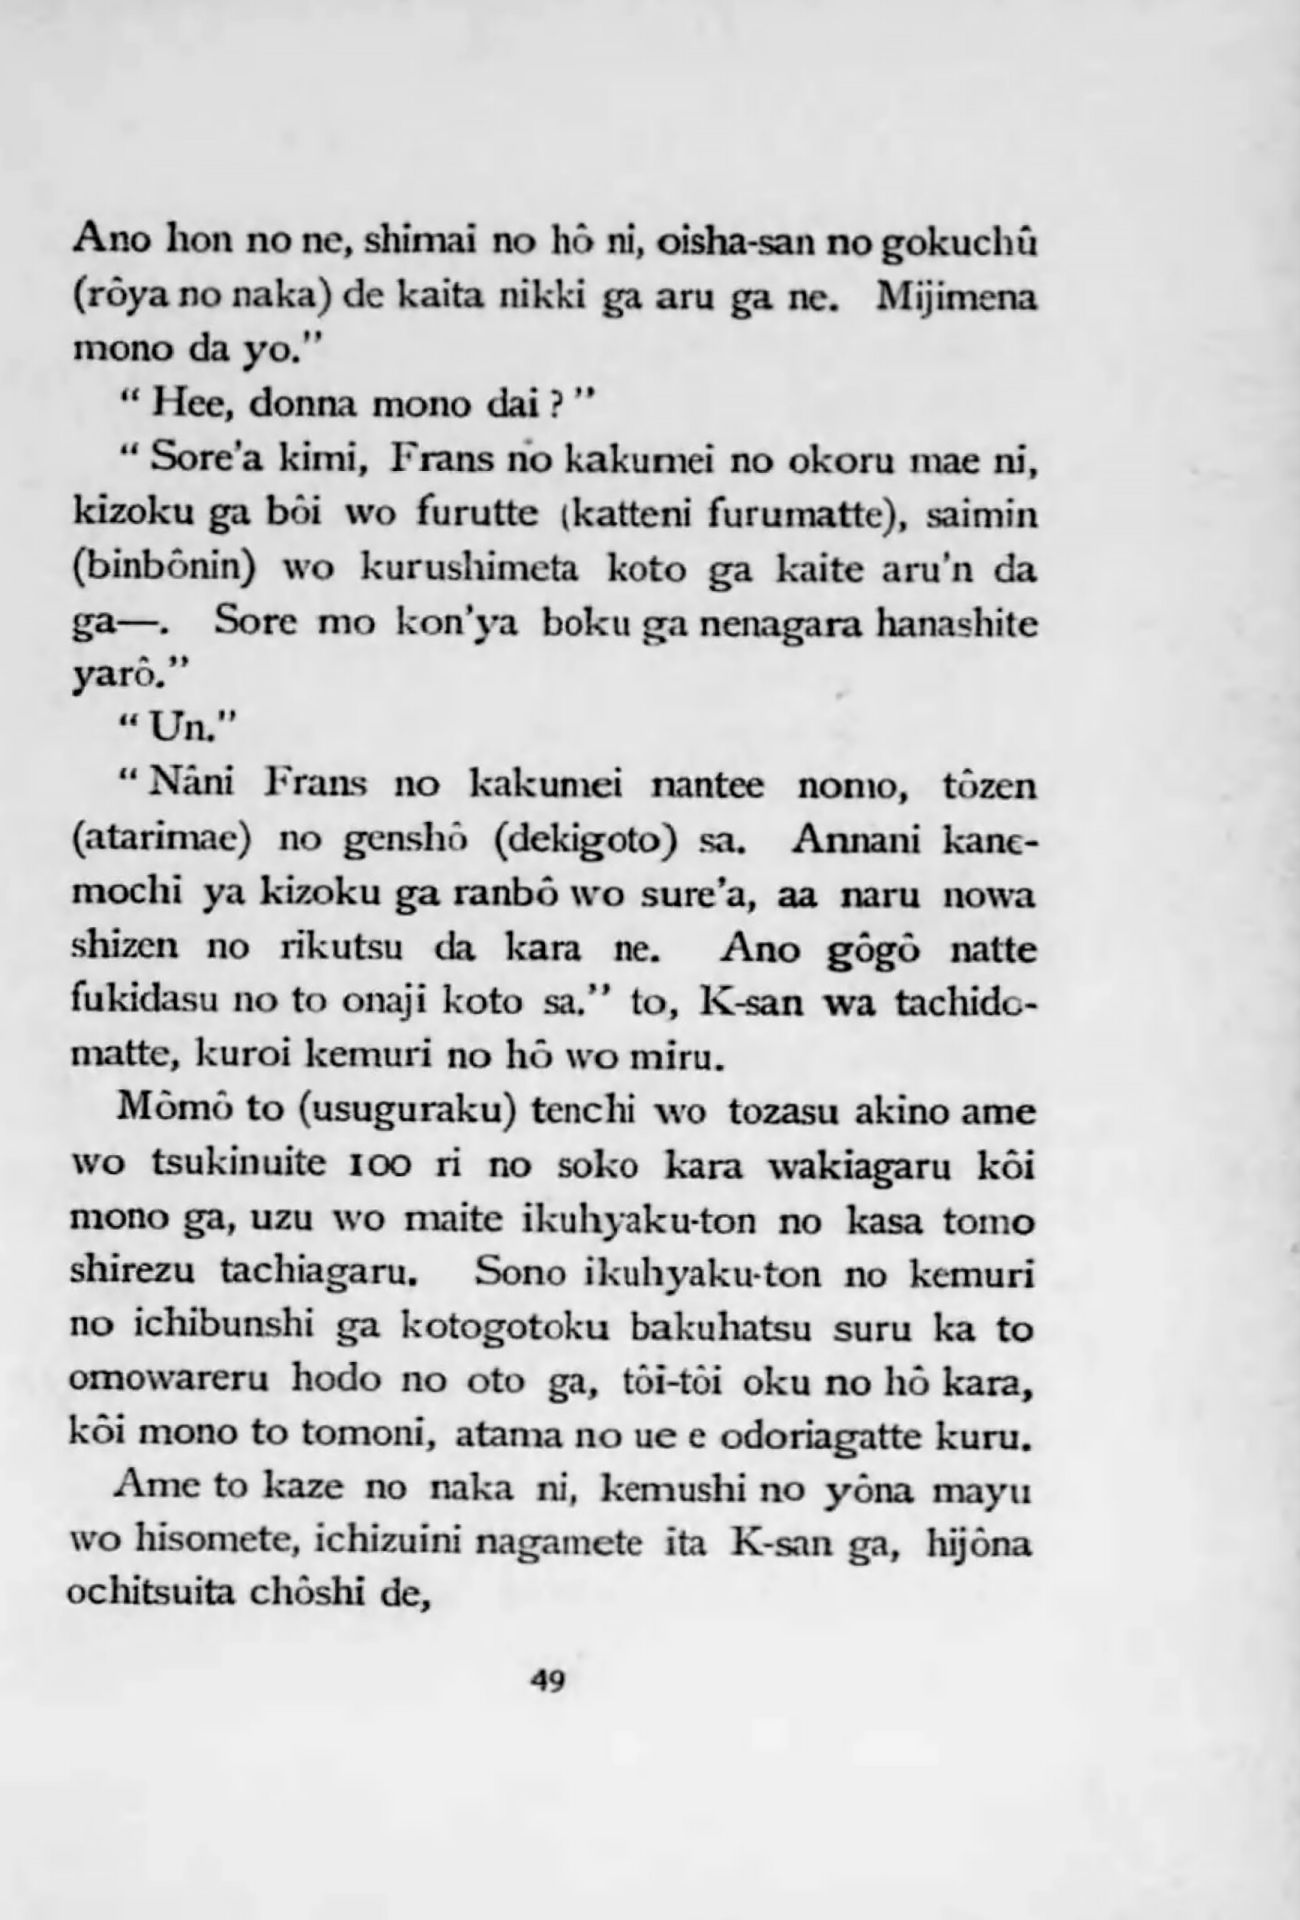 Ano hon no ne, shimai no hô ni, oisha-san no gokuchû
(rôya no naka) de kaita nikki ga aru ga ne. Mijimena
mono da yo.”
“ Hee, donna mono dai ? ”
“ Sore’a kimi, Frans no kakumei no okoru mae ni,
kizoku ga bôi wo furutte (katteni furumatte), saimin
(binbônin) wo kurushimeta koto ga kaite aru’n da
ga—. Sore mo kon’ya boku ga nenagara hanashite
yarô.”
“ Un.”
“ Nâni Frans no kakumei nantee nomo, tôzen
(atarimae) no genshô (dekigoto) sa. Annani kane-
mochi ya kizoku ga ranbô wo sure’a, aa naru nowa
shizen no rikutsu da kara ne. Ano gôgô natte
fukidasu no to onaji koto sa.” to, K-san wa tachido-
matte, kuroi kemuri no hô wo miru.
Mômô to (usuguraku) tenchi wo tozasu akino ame
wo tsukinuite 100 ri no soko kara wakiagaru kôi
mono ga, uzu wo maite ikuhyaku-ton no kasa tomo
shirezu tachiagaru. Sono ikuhyaku-ton no kemuri
no ichibunshi ga kotogotoku bakuhatsu suru ka to
omowareru hodo no oto ga, tôi-tôi oku no hô kara,
kôi mono to tomoni, atama no ue e odoriagatte kuru.
Ame to kaze no naka ni, kemushi no yôna mayu
wo hisomete, ichizuini nagamete ita K-san ga, hijôna
ochitsuita chôshi de,
49